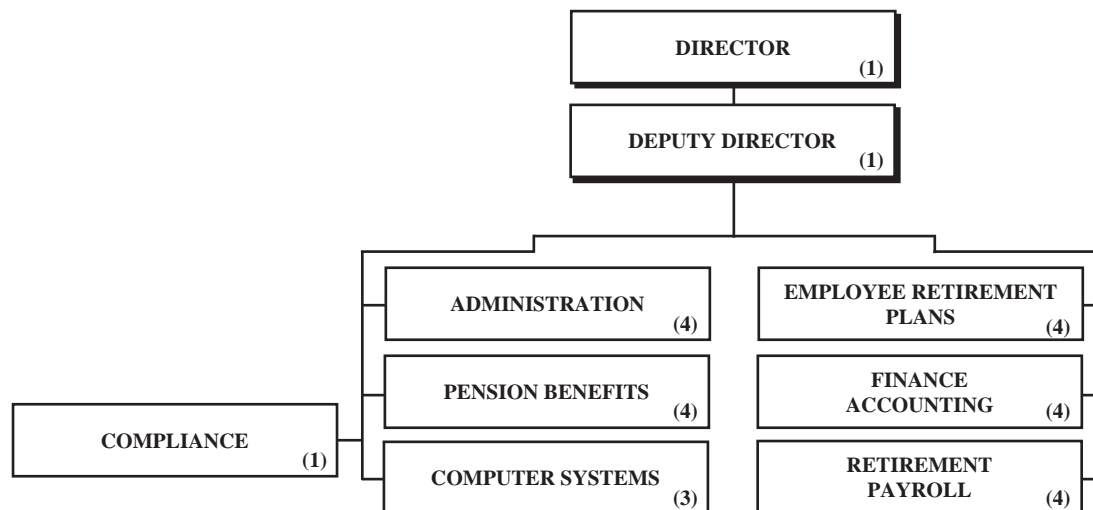 DIRECTOR
(1)
DEPUTY DIRECTOR
(1)
ADMINISTRATION
(4)
EMPLOYEE RETIREMENT
PLANS
(4)
PENSION BENEFITS
(4)
FINANCE
ACCOUNTING
(4)
COMPLIANCE
(1)
COMPUTER SYSTEMS
(3)
RETIREMENT
PAYROLL
(4)